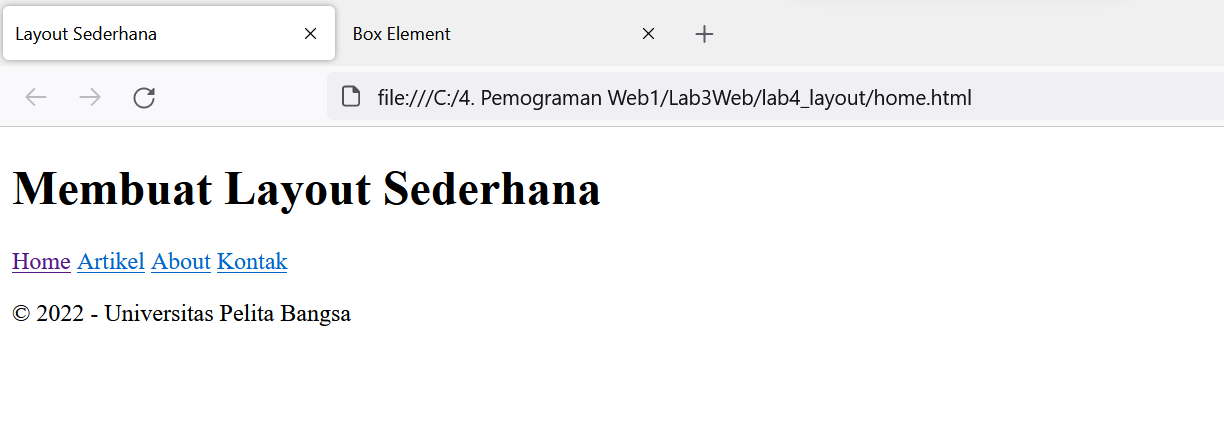 Layout Sederhana
Box Element
file:///C:/4. Pemograman Web1/Lab3Web/lab4_layout/home.html
Membuat Layout Sederhana
Home Artikel About Kontak
© 2022 - Universitas Pelita Bangsa